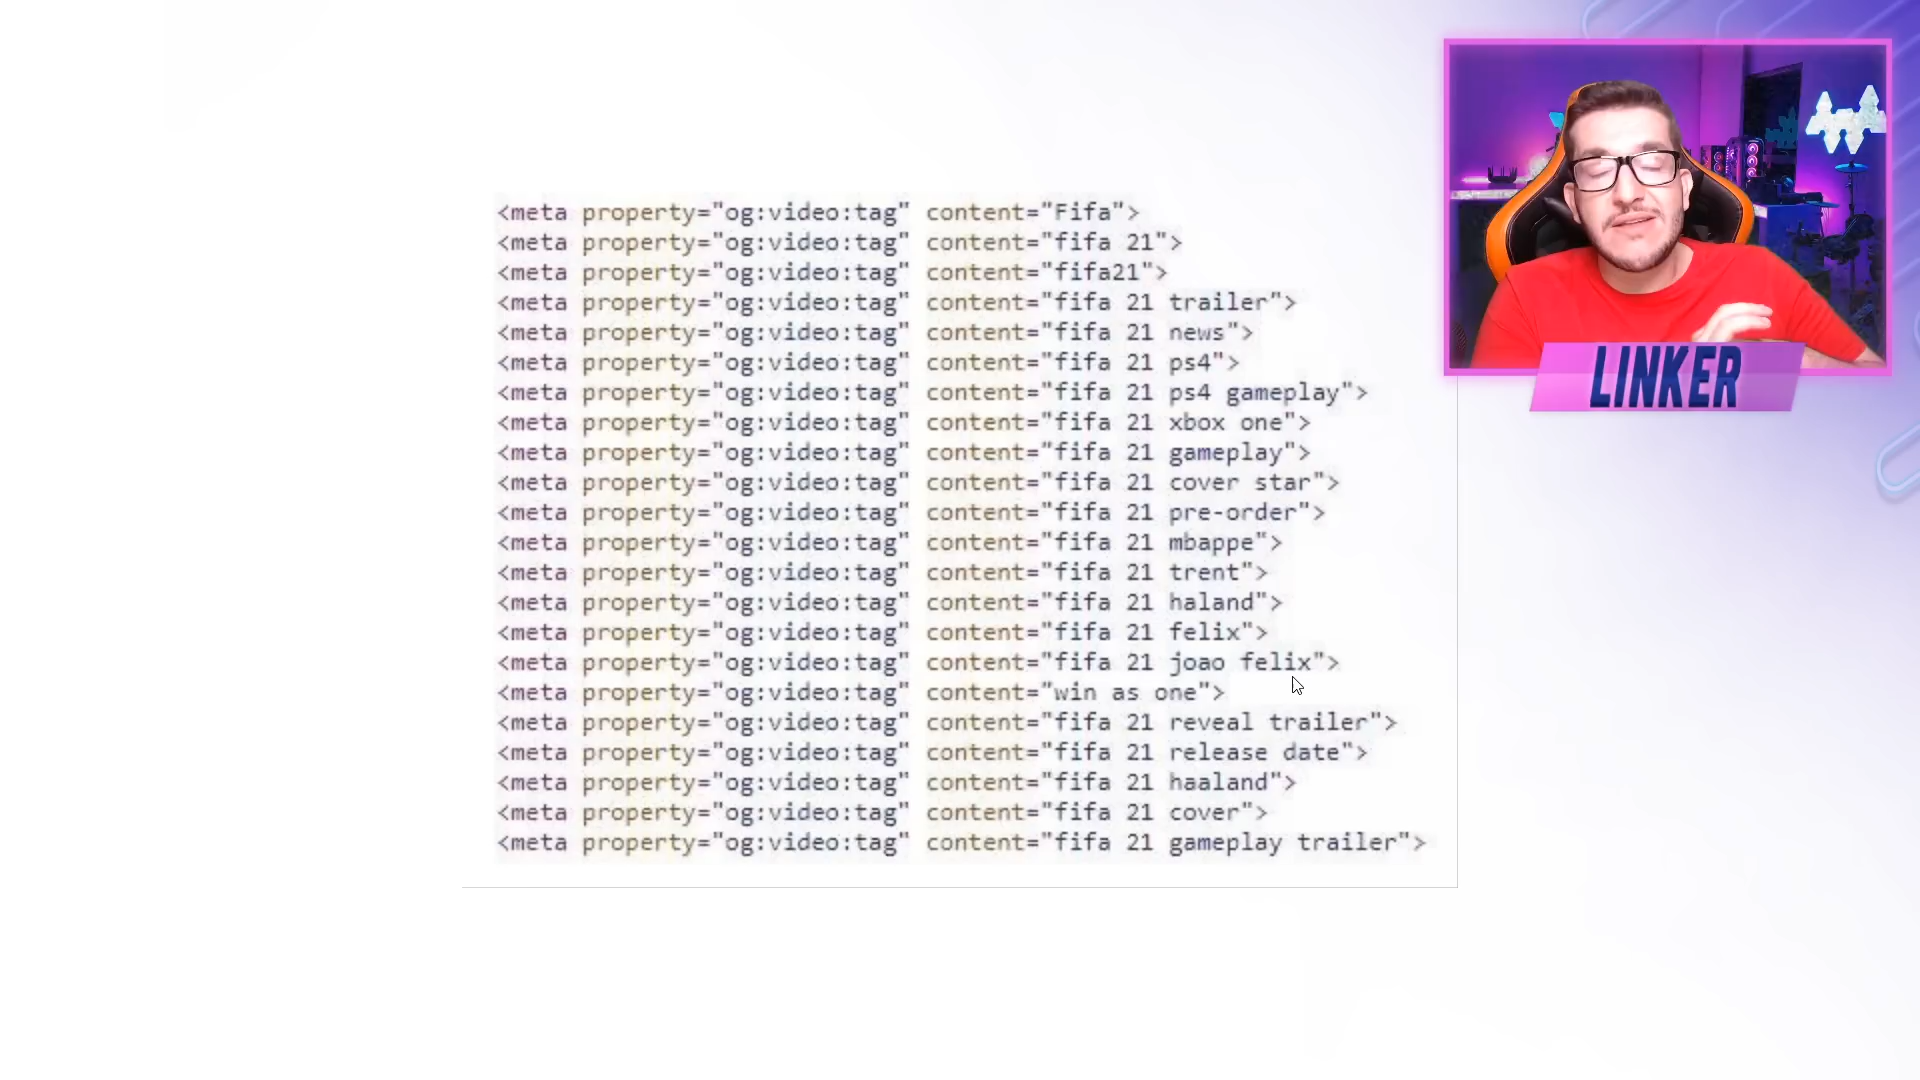 <meta property="og:video:tag" content="Fifa">
<meta property="og:video:tag" content="fifa 21">
<meta property="og:video:tag" content="fifa21">
<meta property="og:video:tag" content="fifa 21 trailer">
<meta property="og:video:tag" content="fifa 21 news">
<meta property="og:video:tag" content="fifa 21 ps4">
<meta property="og:video:tag" content="fifa 21 ps4 gameplay">
<meta property="og:video:tag" content="fifa 21 xbox one">
<meta property="og:video:tag" content="fifa 21 gameplay">
<meta property="og:video:tag" content="fifa 21 cover star">
<meta property="og:video:tag" content="fifa 21 pre-order">
<meta property="og:video:tag" content="fifa 21 mbappe">
<meta property="og:video:tag" content="fifa 21 trent">
<meta property="og:video:tag" content="fifa 21 haland">
<meta property="og:video:tag" content="fifa 21 felix">
<meta property="og:video:tag" content="fifa 21 joao felix">
<meta property="og:video:tag" content="win as one">
<meta property="og:video:tag" content="fifa 21 reveal trailer">
<meta property="og:video:tag" content="fifa 21 release date">
<meta property="og:video:tag" content="fifa 21 haaland">
<meta property="og:video:tag" content="fifa 21 cover">
<meta property="og:video:tag" content="fifa 21 gameplay trailer">
LINKER